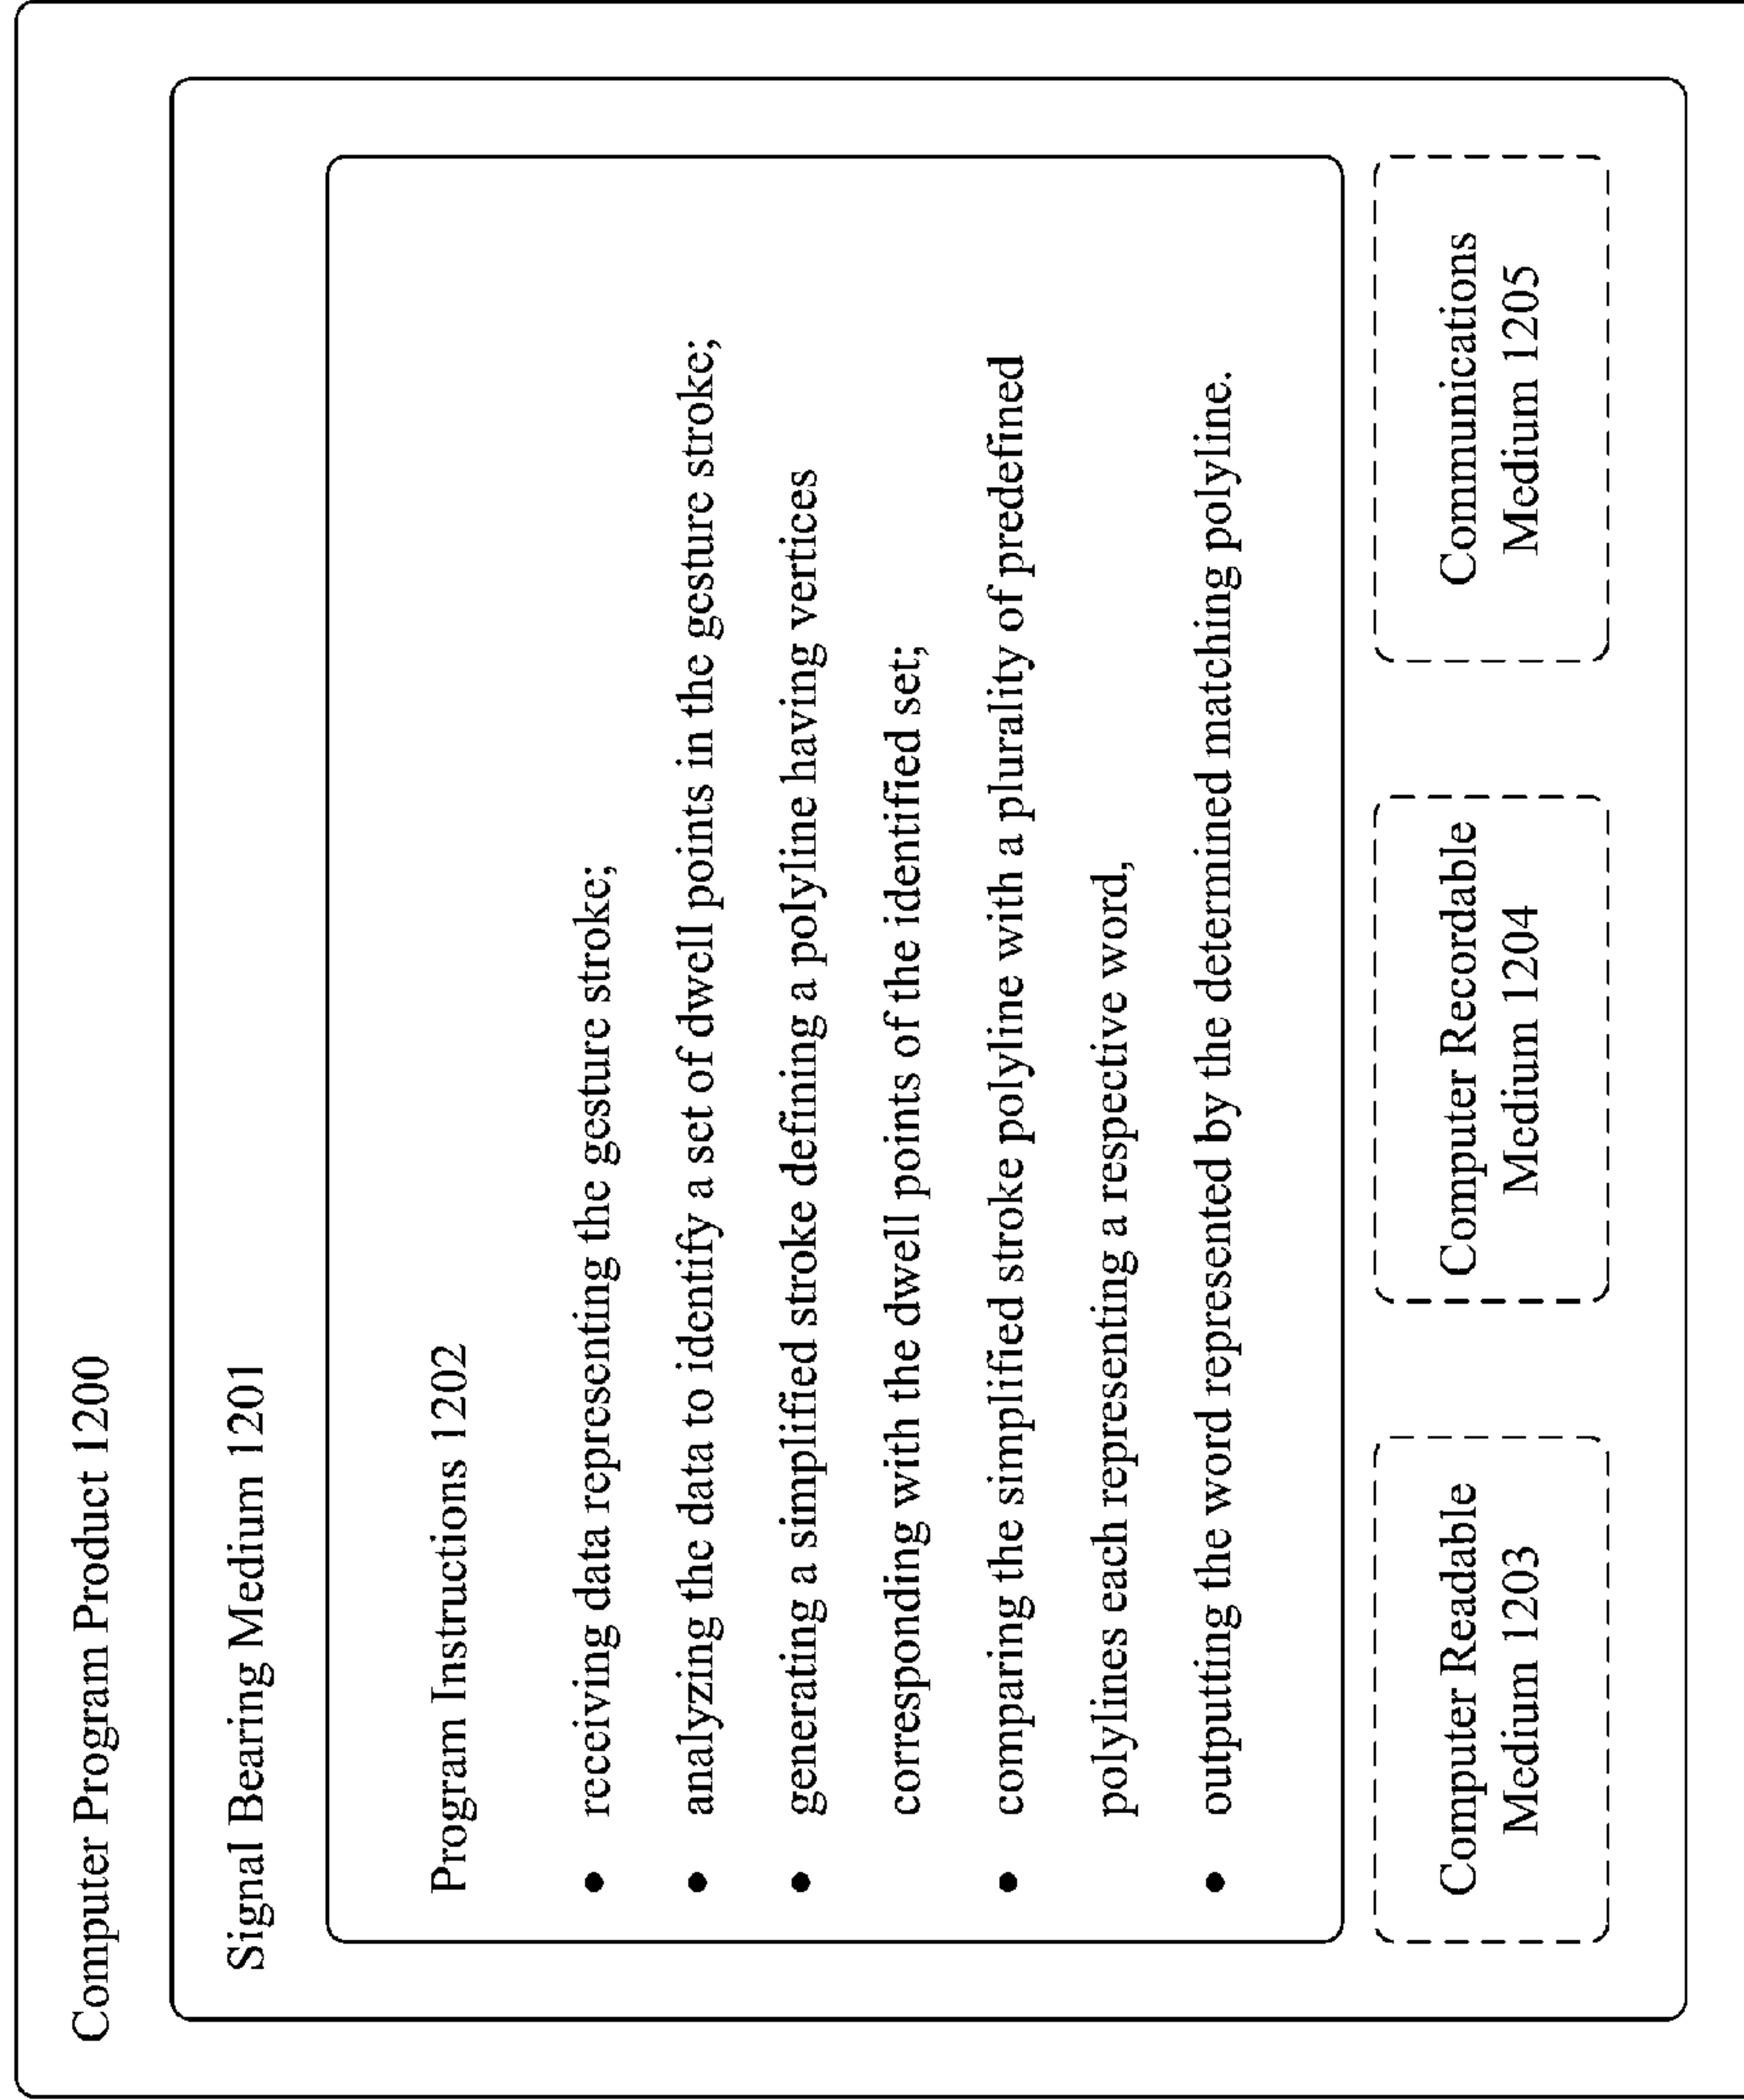 Computer Program Product 1200
Signal Bearing Medium 1201
Program Instructions 1202
• receiving data representing the gesture stroke;
• analyzing the data to identify a set of dwell points in the gesture stroke;
• generating a simplified stroke defining a polyline having vertices
corresponding with the dwell points of the identified set;
• comparing the simplified stroke polyline with a plurality of predefined
polylines each representing a respective word,
• outputting the word represented by the determined matching polyline.
Computer Readable
Medium 1203
Computer Recordable
Medium 1204
Communications
Medium 1205